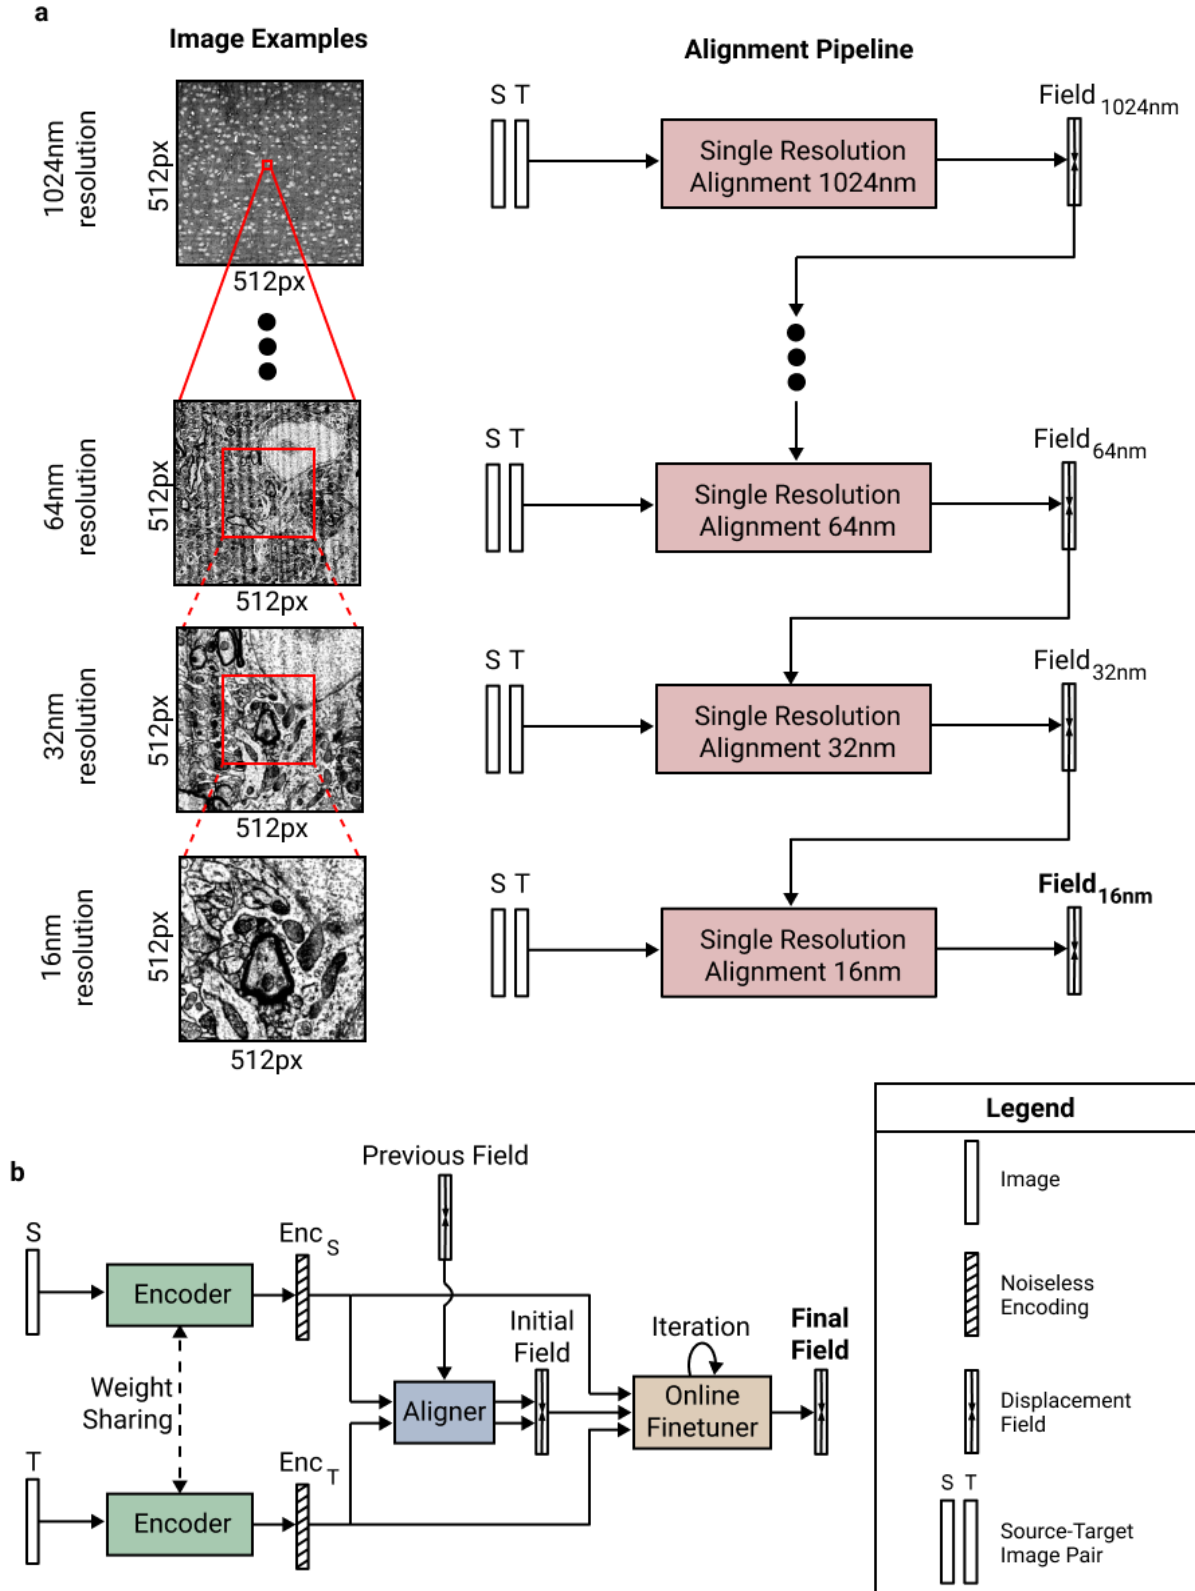 a
Image Examples
Alignment Pipeline
1024nm
resolution
512px
512px
S T
Single Resolution
Alignment 1024nm
Field 1024nm
64nm
resolution
512px
512px
S T
Single Resolution
Alignment 64nm
Field 64nm
32nm
resolution
512px
512px
S T
Single Resolution
Alignment 32nm
Field 32nm
16nm
resolution
512px
512px
S T
Single Resolution
Alignment 16nm
Field 16nm
b
Previous Field
S
Encoder
Enc S
Weight
Sharing
T
Encoder
Enc T
Aligner
Initial
Field
Iteration
Online
Finetuner
Final
Field
Legend
Image
Noiseless
Encoding
Displacement
Field
S T
Source-Target
Image Pair